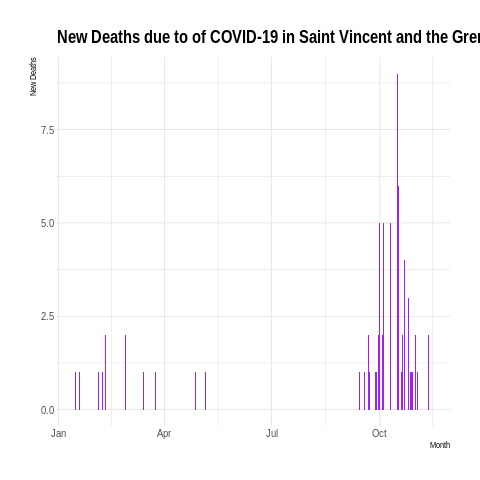 New Deaths due to of COVID-19 in Saint Vincent and the Gre
New Deaths
7.5
5.0
2.5
0.0
Jan Apr Jul Oct
Month